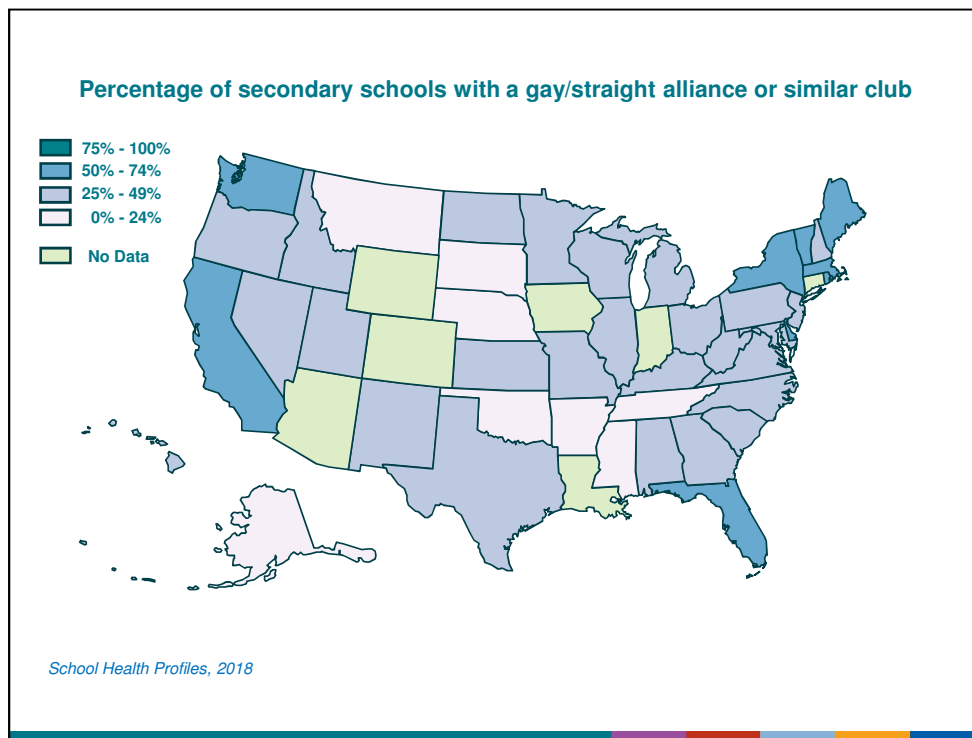 Percentage of secondary schools with a gay/straight alliance or similar club
75% - 100%
50% - 74%
25% - 49%
0% - 24%
No Data
School Health Profiles, 2018